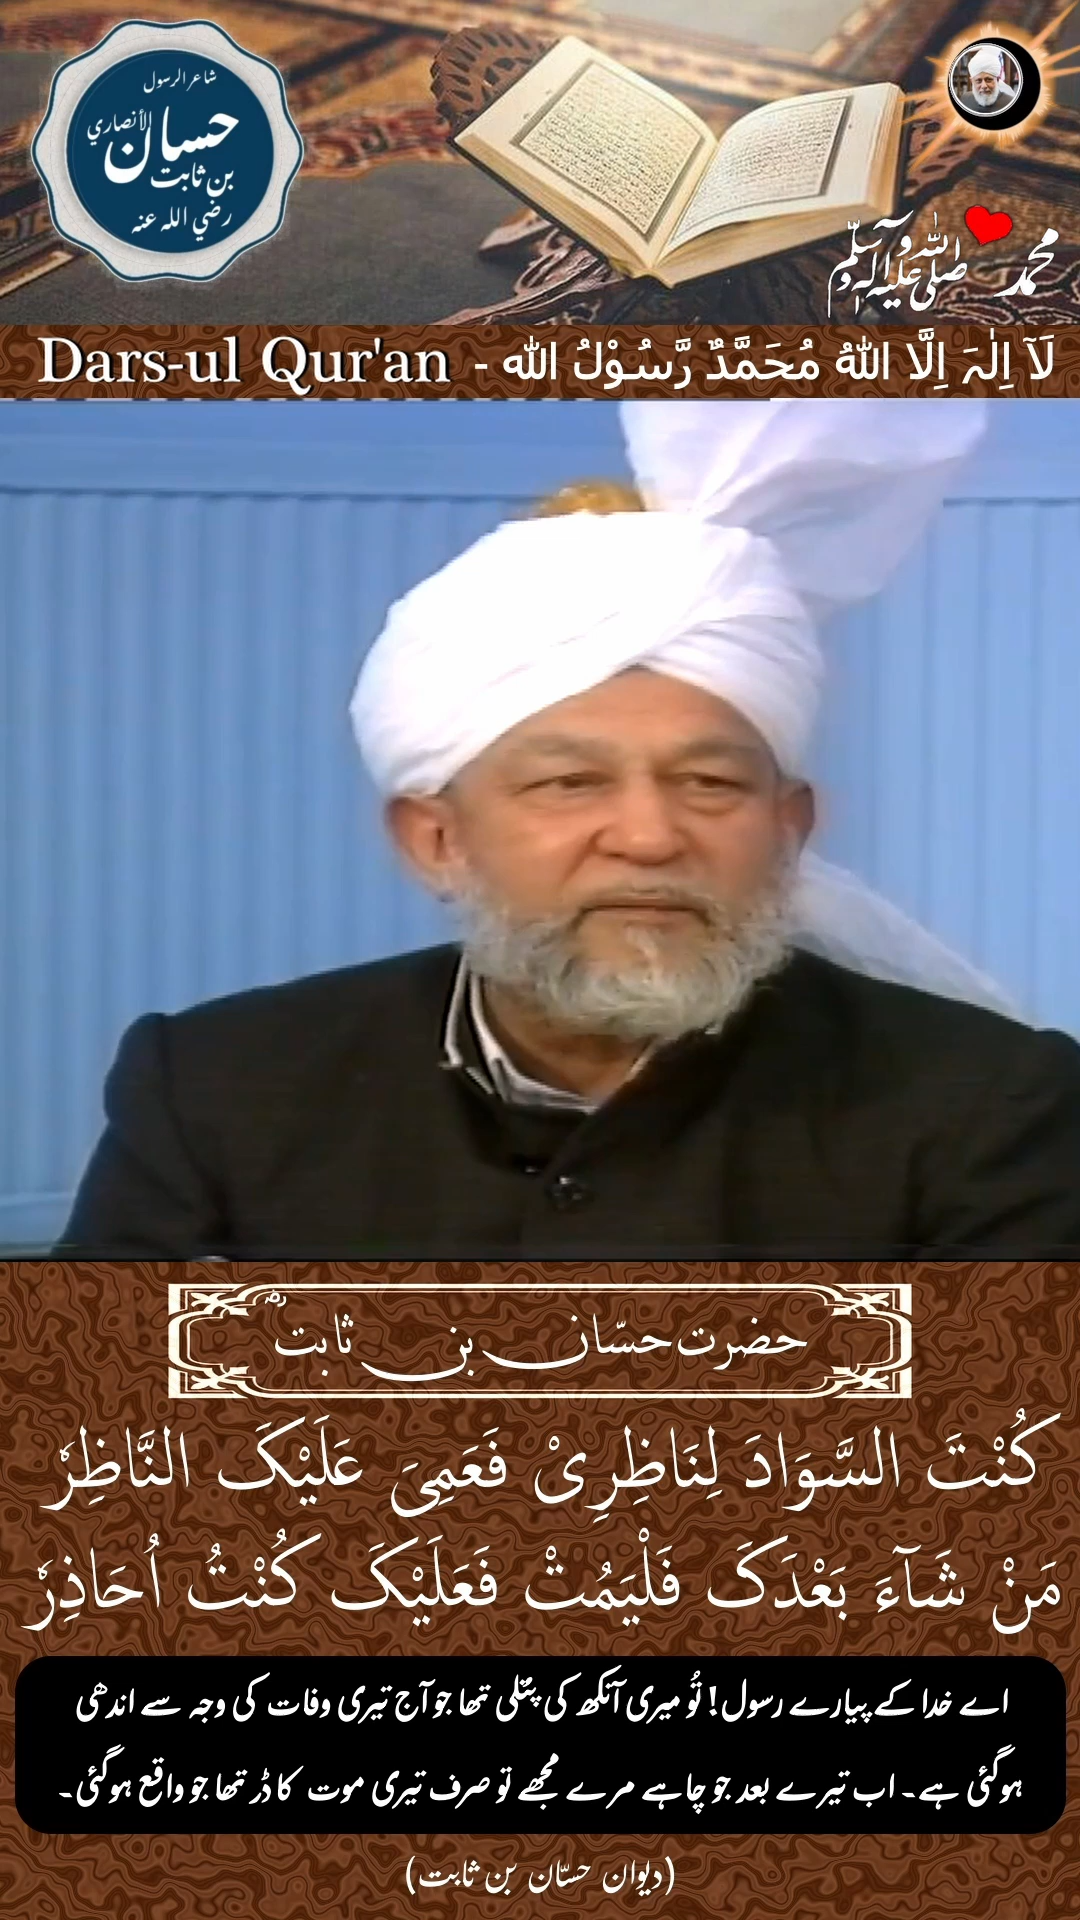 شاعر الرسول
حسان
بن ثابت
الأنصاري
رضي الله عنه
محمد صلی اللہ علیہ وآلہ وسلم
Dars-ul Qur'an - لَآ اِلٰہَ اِلَّا اللّٰہُ مُحَمَّدٌ رَّسُوْلُ اللّٰہ
حضرت حسّان بن ثابتؓ
کُنْتَ السَّوَادَ لِنَاظِرِیْ فَعَمِیَ عَلَیْکَ النَّاظِرٗ
مَنْ شَآءَ بَعْدَکَ فَلْیَمُتْ فَعَلَیْکَ کُنْتُ اُحَاذِرٗ
اے خدا کے پیارے رسول! تُو میری آنکھ کی پتُلی تھا جو آج تیری وفات کی وجہ سے اندھی
ہوگئی ہے۔ اب تیرے بعد جو چاہے مرے مجھے تو صرف تیری موت کا ڈر تھا جو واقع ہوگئی۔
(دیوان حسّان بن ثابت)